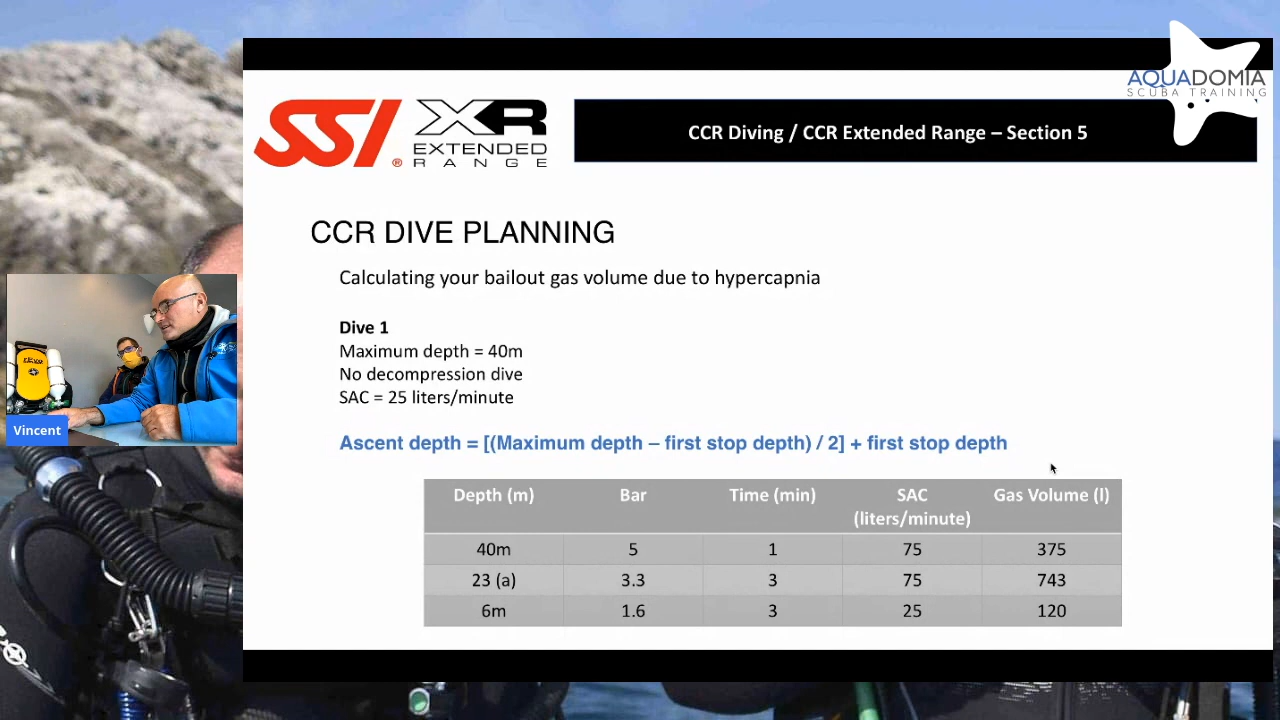 AQUADOMIA
SCUBA TRAINING
SSI XR
EXTENDED
RANGE
CCR Diving / CCR Extended Range – Section 5
CCR DIVE PLANNING
Calculating your bailout gas volume due to hypercapnia
Dive 1
Maximum depth = 40m
No decompression dive
SAC = 25 liters/minute
Ascent depth = [(Maximum depth – first stop depth) / 2] + first stop depth
Depth (m) Bar Time (min) SAC (liters/minute) Gas Volume (l)
40m 5 1 75 375
23 (a) 3.3 3 75 743
6m 1.6 3 25 120
Vincent